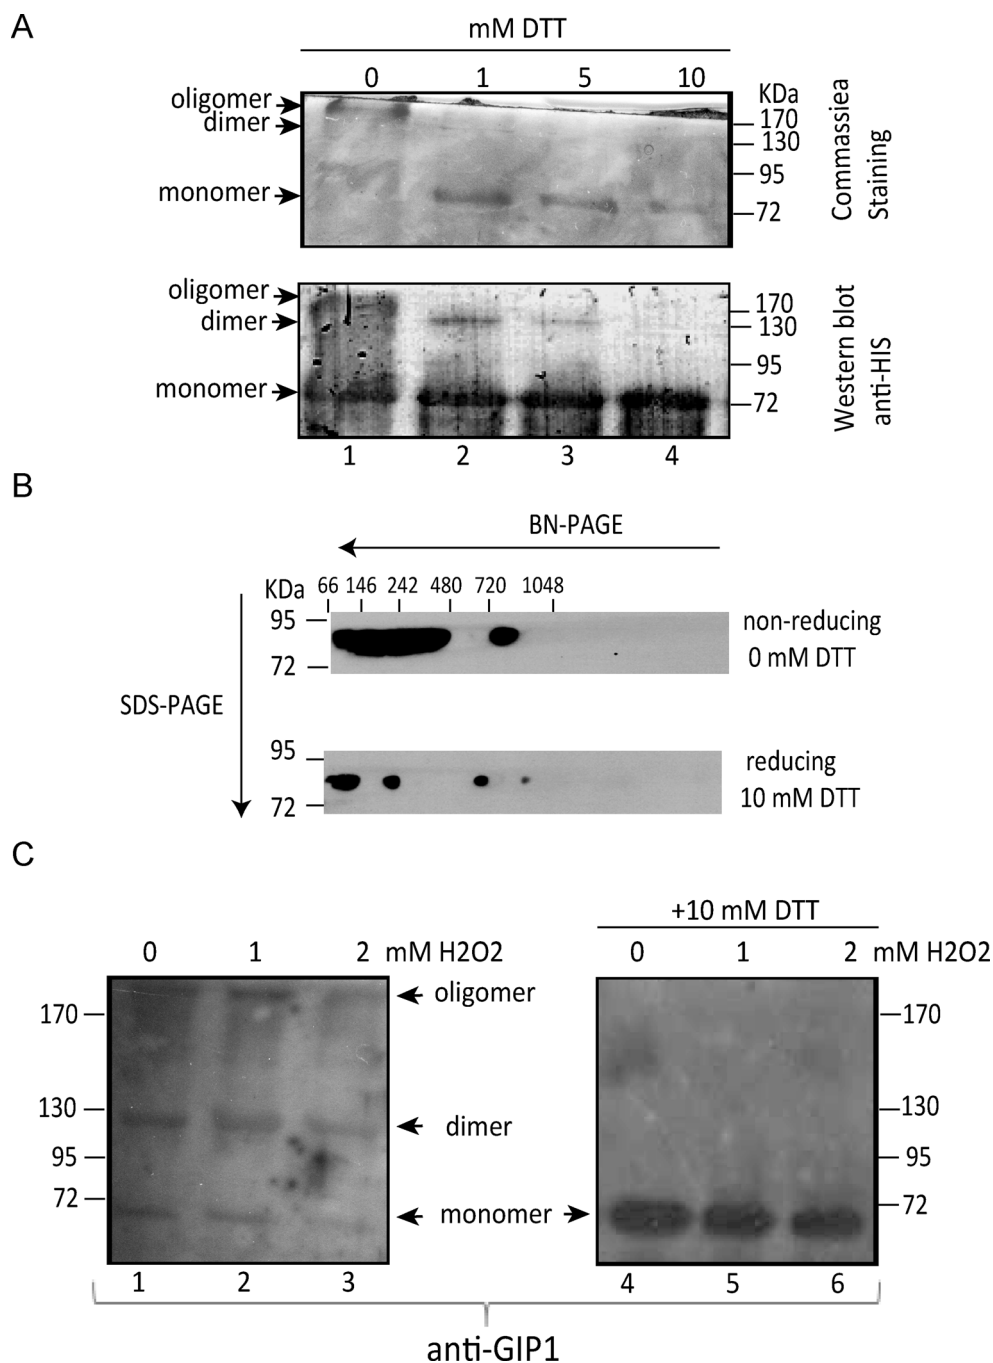 A
mM DTT
0 1 5 10
KDa
oligomer
dimer
monomer
170
130
95
72
Commassiea
Staining
oligomer
dimer
monomer
170
130
95
72
Western blot
anti-HIS
1 2 3 4
B
BN-PAGE
KDa
66 146 242 480 720 1048
95
72
non-reducing
0 mM DTT
SDS-PAGE
95
72
reducing
10 mM DTT
C
+10 mM DTT
0 1 2 mM H2O2
0 1 2 mM H2O2
170
130
95
72
oligomer
dimer
monomer
170
130
95
72
1 2 3
4 5 6
anti-GIP1